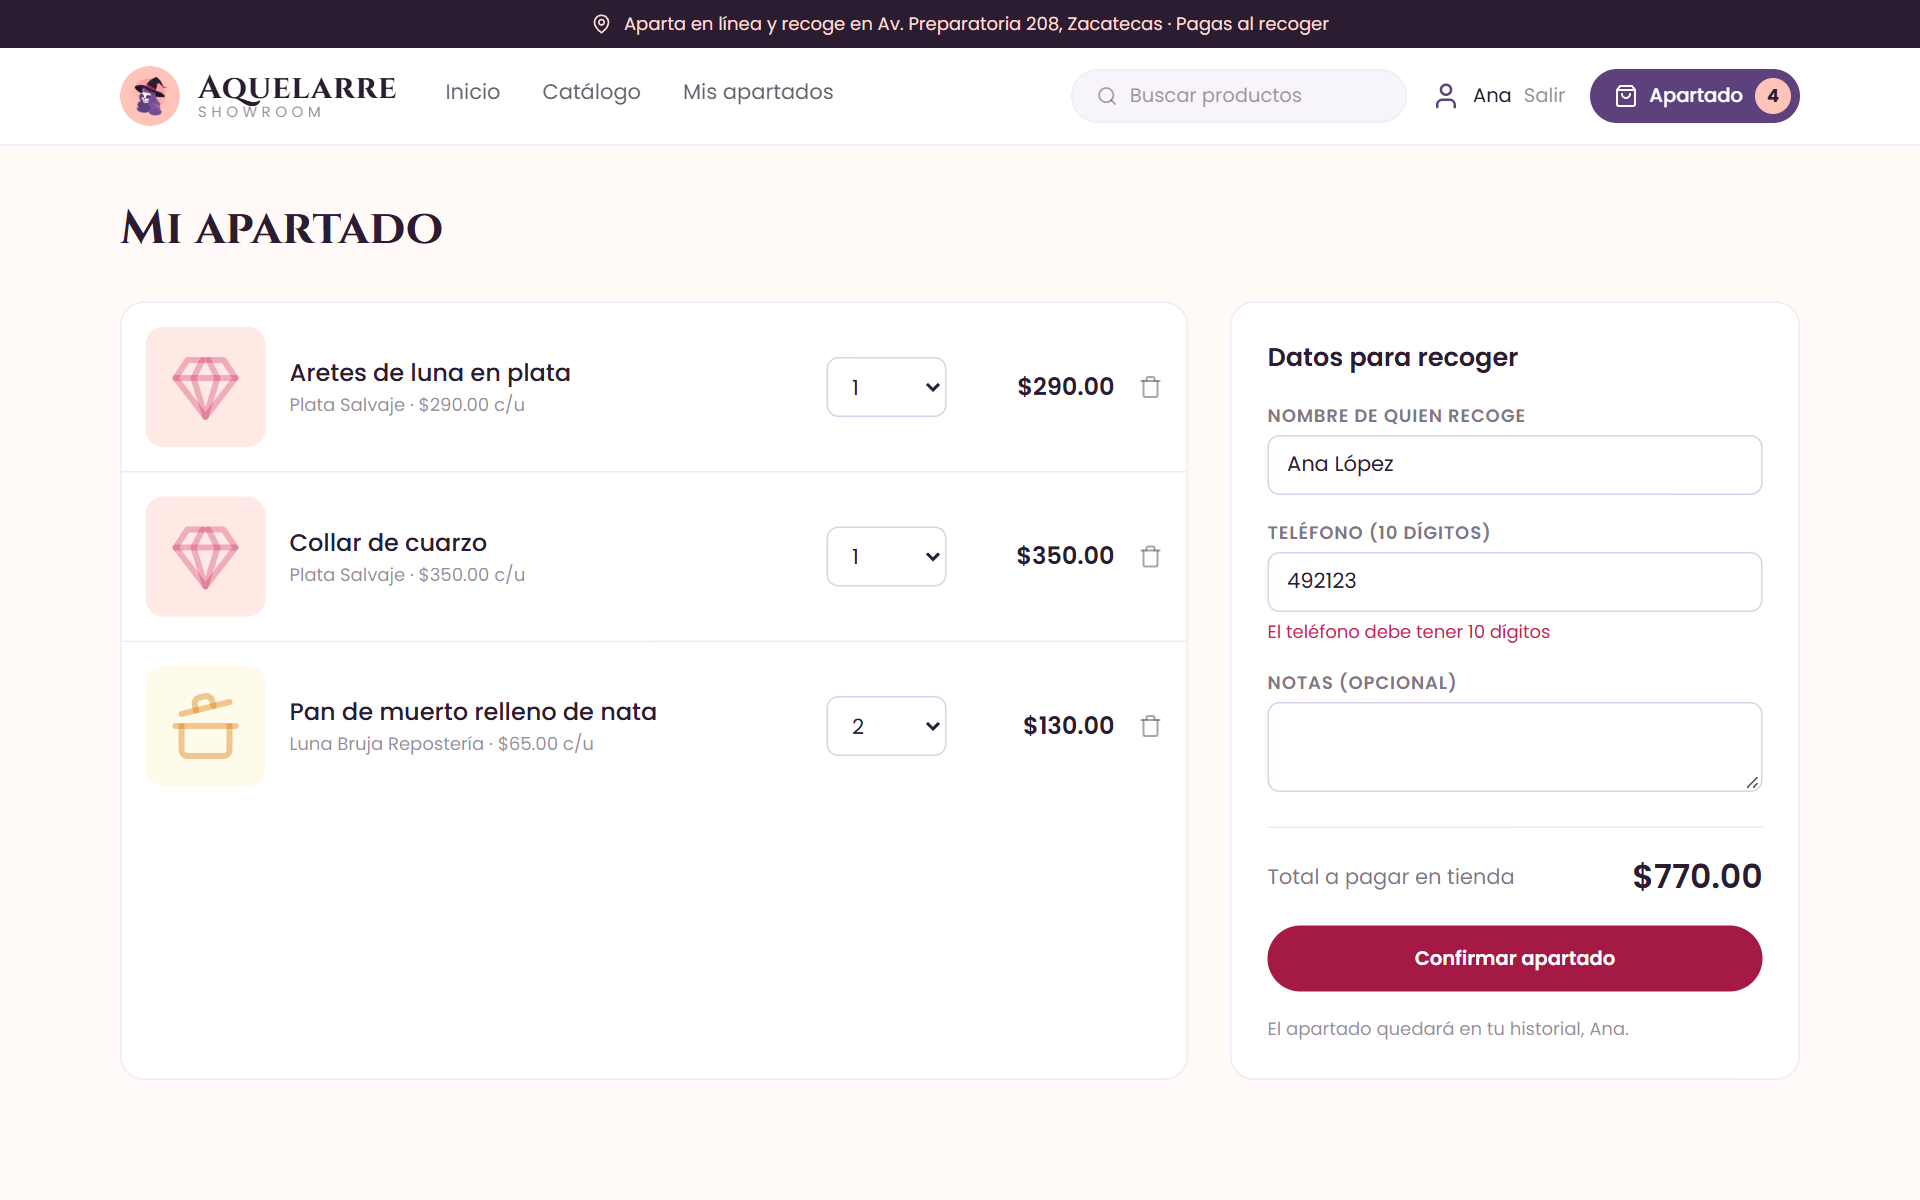 Aparta en línea y recoge en Av. Preparatoria 208, Zacatecas · Pagas al recoger
AQUELARRE
SHOWROOM
Inicio
Catálogo
Mis apartados
Buscar productos
Ana
Salir
Apartado
4
MI APARTADO
Aretes de luna en plata
Plata Salvaje · $290.00 c/u
1
$290.00
Collar de cuarzo
Plata Salvaje · $350.00 c/u
1
$350.00
Pan de muerto relleno de nata
Luna Bruja Repostería · $65.00 c/u
2
$130.00
Datos para recoger
NOMBRE DE QUIEN RECOGE
Ana López
TELÉFONO (10 DÍGITOS)
492123
El teléfono debe tener 10 dígitos
NOTAS (OPCIONAL)
Total a pagar en tienda
$770.00
Confirmar apartado
El apartado quedará en tu historial, Ana.